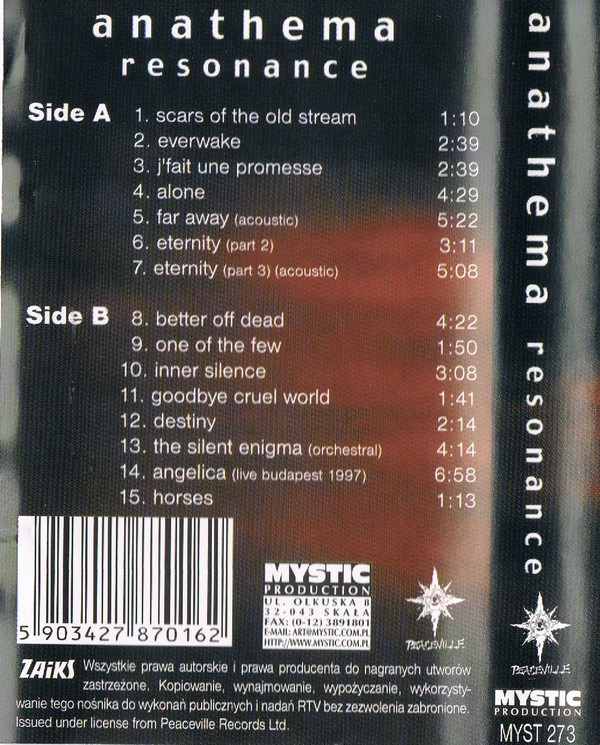 anathema
resonance
Side A
1. scars of the old stream 1:10
2. everwake 2:39
3. j'fait une promesse 2:39
4. alone 4:29
5. far away (acoustic) 5:22
6. eternity (part 2) 3:11
7. eternity (part 3) (acoustic) 5:08
Side B
8. better off dead 4:22
9. one of the few 1:50
10. inner silence 3:08
11. goodbye cruel world 1:41
12. destiny 2:14
13. the silent enigma (orchestral) 4:14
14. angelica (live budapest 1997) 6:58
15. horses 1:13
5 903427 870162
MYSTIC
PRODUCTION
UL. OLKUSKA 8
32-043 SKAŁA
FAX: (0-12) 3891801
E-MAIL: ART@MYSTIC.COM.PL
HTTP://WWW.MYSTIC.COM.PL
PEACEVILLE
ZAiKS Wszystkie prawa autorskie i prawa producenta do nagranych utworów
zastrzeżone. Kopiowanie, wynajmowanie, wypożyczanie, wykorzysty-
wanie tego nośnika do wykonań publicznych i nadań RTV bez zezwolenia zabronione.
Issued under license from Peaceville Records Ltd.
anathema resonance
PEACEVILLE
MYSTIC
PRODUCTION
MYST 273